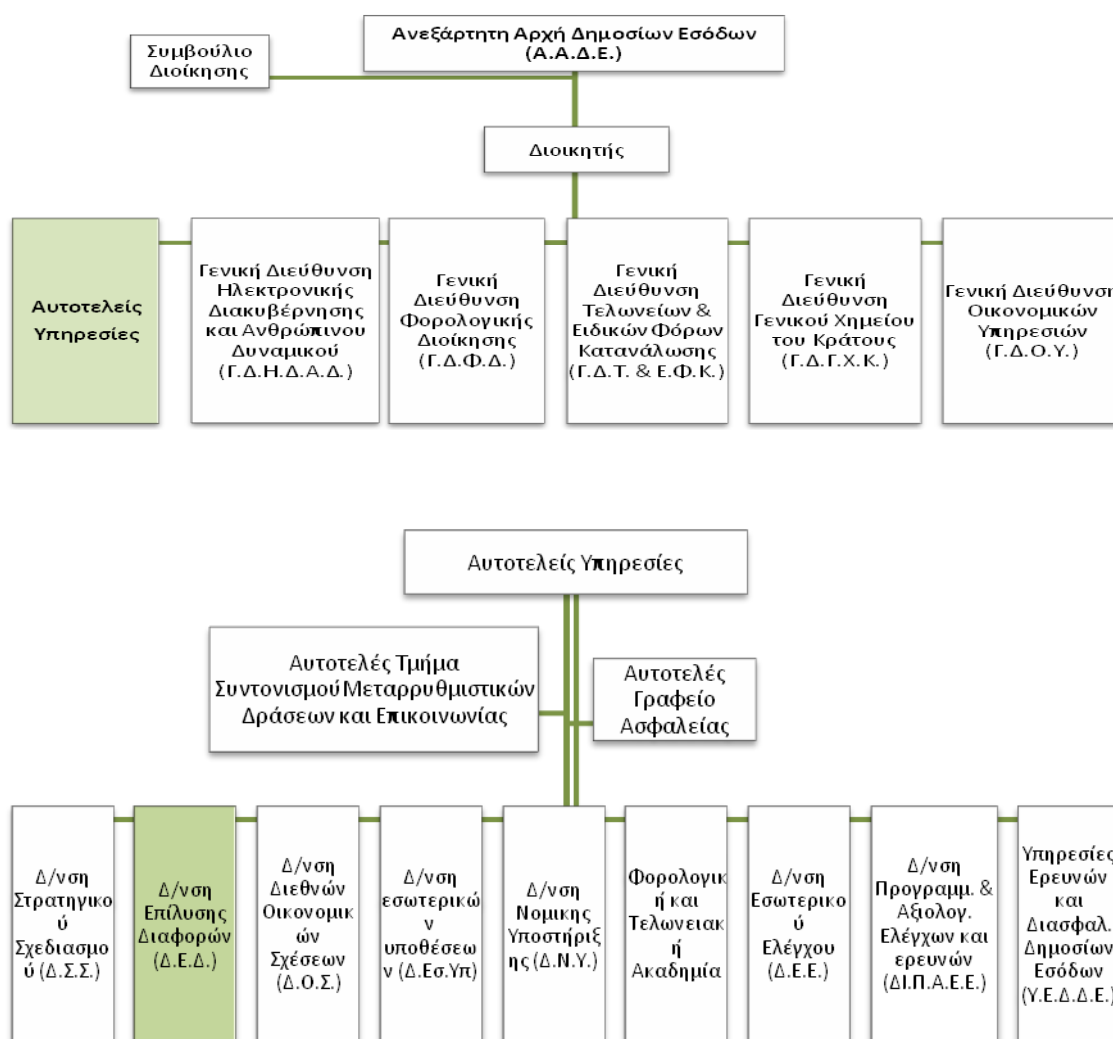 Ανεξάρτητη Αρχή Δημοσίων Εσόδων
(Α.Α.Δ.Ε.)
Συμβούλιο
Διοίκησης
Διοικητής
Αυτοτελείς
Υπηρεσίες
Γενική Διεύθυνση
Ηλεκτρονικής
Διακυβέρνησης
και Ανθρώπινου
Δυναμικού
(Γ.Δ.Η.Δ.Α.Δ.)
Γενική
Διεύθυνση
Φορολογικής
Διοίκησης
(Γ.Δ.Φ.Δ.)
Γενική
Διεύθυνση
Τελωνείων &
Ειδικών Φόρων
Κατανάλωσης
(Γ.Δ.Τ. & Ε.Φ.Κ.)
Γενική
Διεύθυνση
Γενικού Χημείου
του Κράτους
(Γ.Δ.Γ.Χ.Κ.)
Γενική Διεύθυνση
Οικονομικών
Υπηρεσιών
(Γ.Δ.Ο.Υ.)
Αυτοτελείς Υπηρεσίες
Αυτοτελές Τμήμα
Συντονισμού Μεταρρυθμιστικών
Δράσεων και Επικοινωνίας
Αυτοτελές
Γραφείο
Ασφαλείας
Δ/νση
Στρατηγικο
ύ
Σχεδιασμο
ύ (Δ.Σ.Σ.)
Δ/νση
Επίλυσης
Διαφορών
(Δ.Ε.Δ.)
Δ/νση
Διεθνών
Οικονομικ
ών
Σχέσεων
(Δ.Ο.Σ.)
Δ/νση
εσωτερικώ
ν
υποθέσεω
ν (Δ.Εσ.Υπ)
Δ/νση
Νομικης
Υποστήριξ
ης (Δ.Ν.Υ.)
Φορολογικ
ή και
Τελωνειακ
ή
Ακαδημία
Δ/νση
Εσωτερικο
ύ
Ελέγχου
(Δ.Ε.Ε.)
Δ/νση
Προγραμμ. &
Αξιολογ.
Ελέγχων και
ερευνών
(ΔΙ.Π.Α.Ε.Ε.)
Υπηρεσίες
Ερευνών
και
Διασφαλ.
Δημοσίων
Εσόδων
(Υ.Ε.Δ.Δ.Ε.)